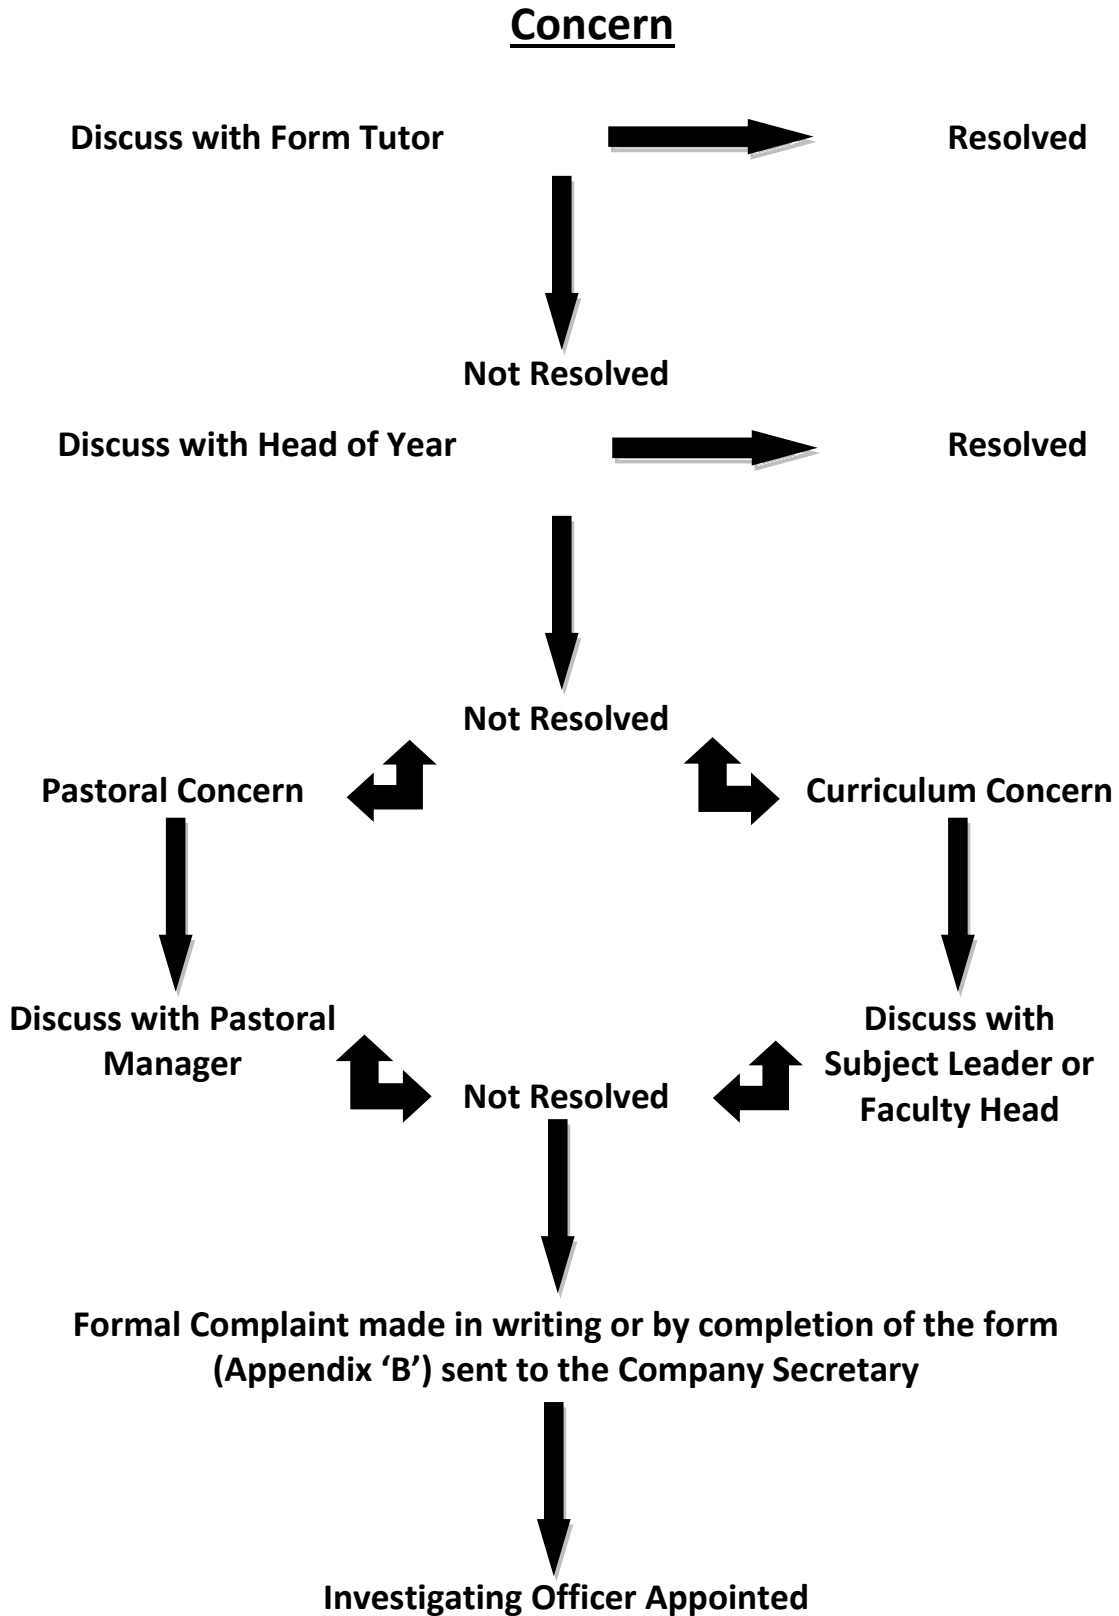 Concern
Discuss with Form Tutor
Resolved
Not Resolved
Discuss with Head of Year
Resolved
Not Resolved
Pastoral Concern
Curriculum Concern
Discuss with Pastoral
Manager
Discuss with
Subject Leader or
Faculty Head
Not Resolved
Formal Complaint made in writing or by completion of the form
(Appendix ‘B’) sent to the Company Secretary
Investigating Officer Appointed